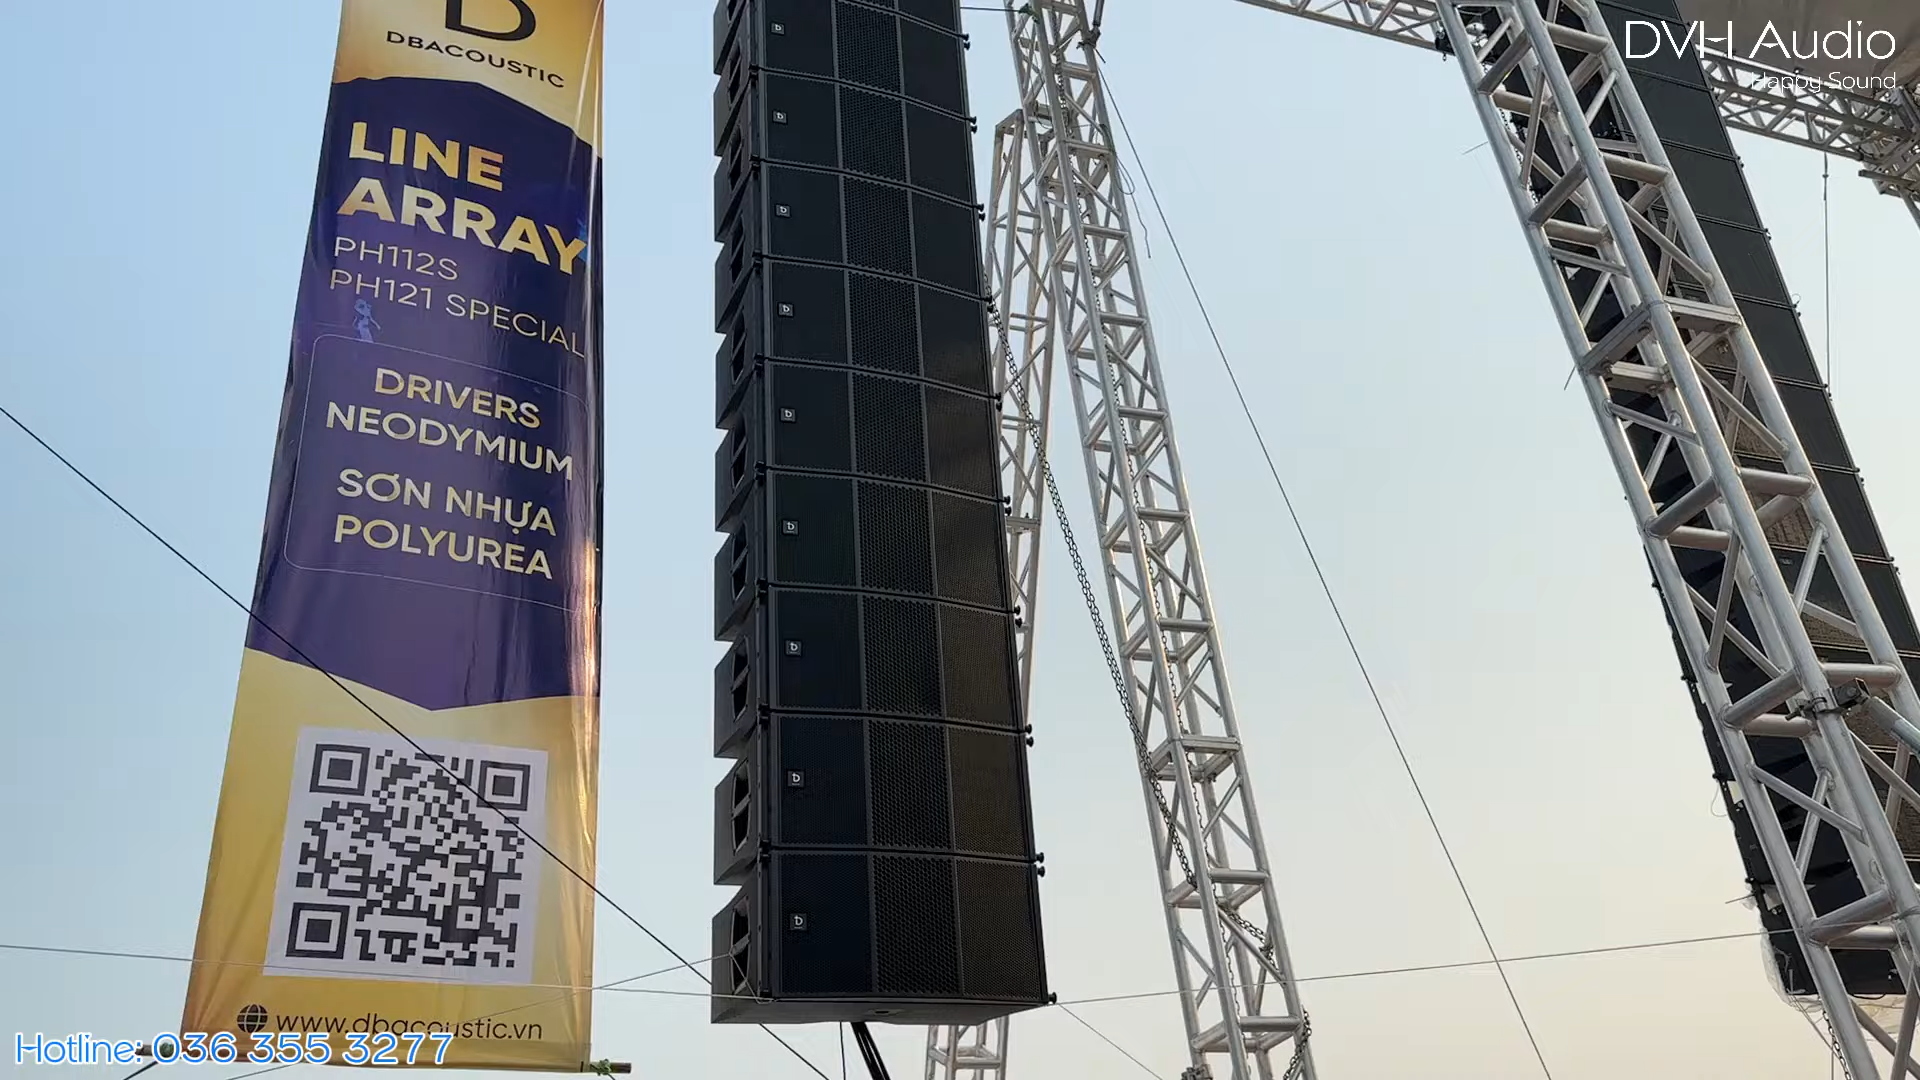 DVH Audio
Happy Sound
DBACOUSTIC
LINE
ARRAY
PH112S
PH121 SPECIAL
DRIVERS
NEODYMIUM
SƠN NHỰA
POLYUREA
www.dbacoustic.vn
Hotline: 036 355 3277